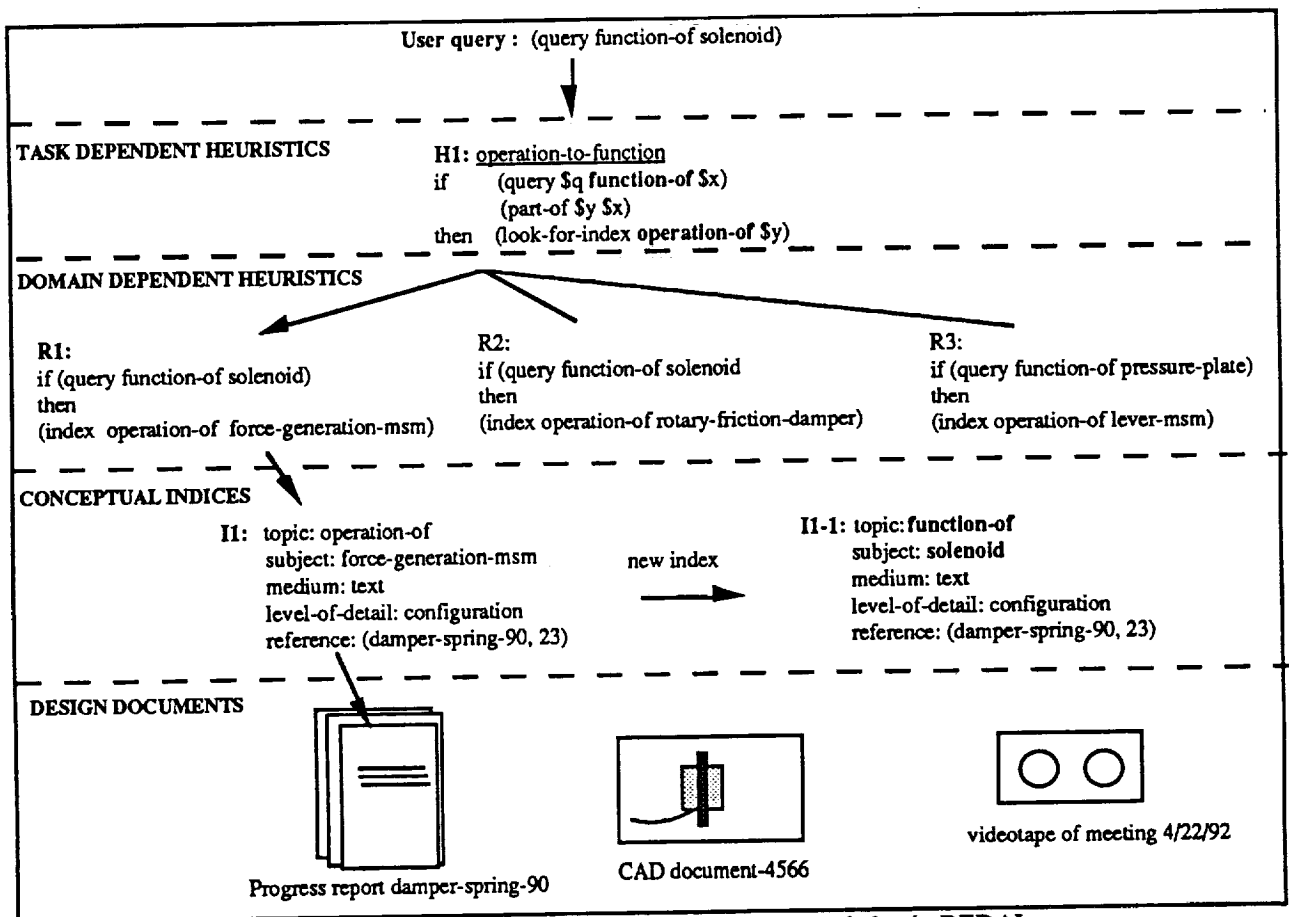 User query : (query function-of solenoid)
TASK DEPENDENT HEURISTICS
H1: operation-to-function
if (query $q function-of $x)
(part-of $y $x)
then (look-for-index operation-of $y)
DOMAIN DEPENDENT HEURISTICS
R1:
if (query function-of solenoid)
then
(index operation-of force-generation-msm)
R2:
if (query function-of solenoid
then
(index operation-of rotary-friction-damper)
R3:
if (query function-of pressure-plate)
then
(index operation-of lever-msm)
CONCEPTUAL INDICES
I1: topic: operation-of
subject: force-generation-msm
medium: text
level-of-detail: configuration
reference: (damper-spring-90, 23)
new index
I1-1: topic: function-of
subject: solenoid
medium: text
level-of-detail: configuration
reference: (damper-spring-90, 23)
DESIGN DOCUMENTS
Progress report damper-spring-90
CAD document-4566
videotape of meeting 4/22/92